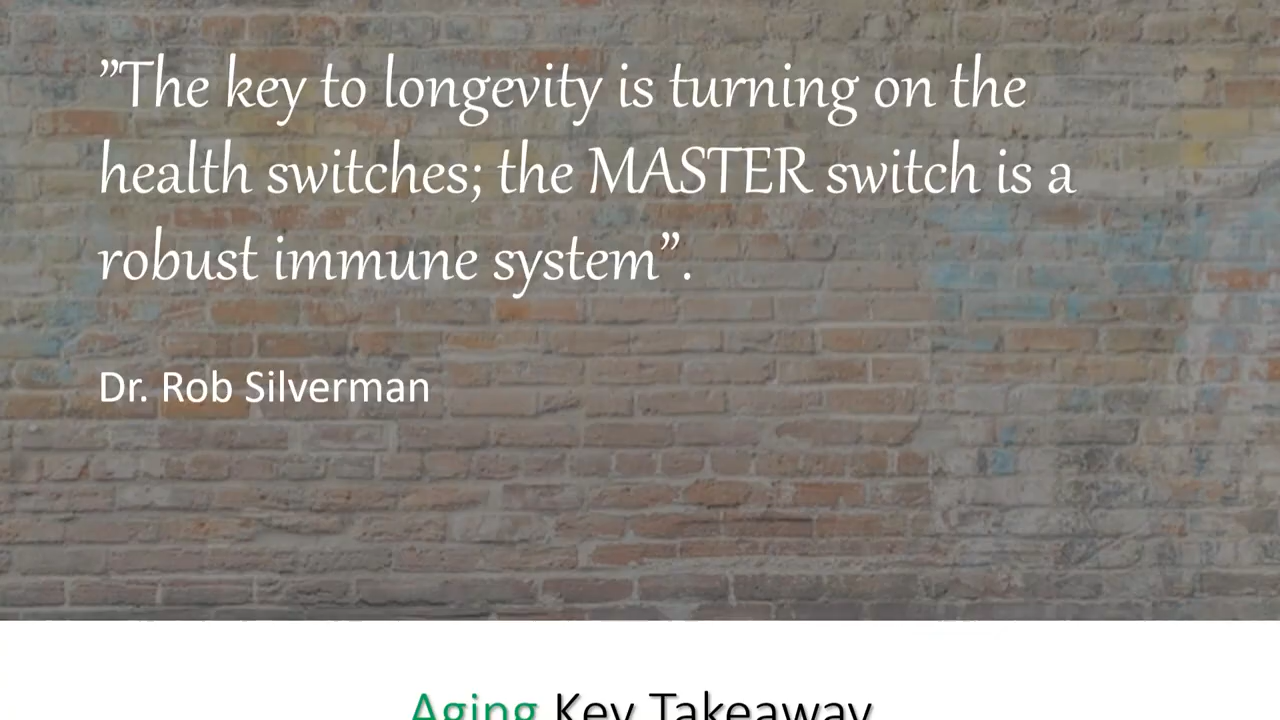 ”The key to longevity is turning on the
health switches; the MASTER switch is a
robust immune system”.
Dr. Rob Silverman
Aging Key Takeaway